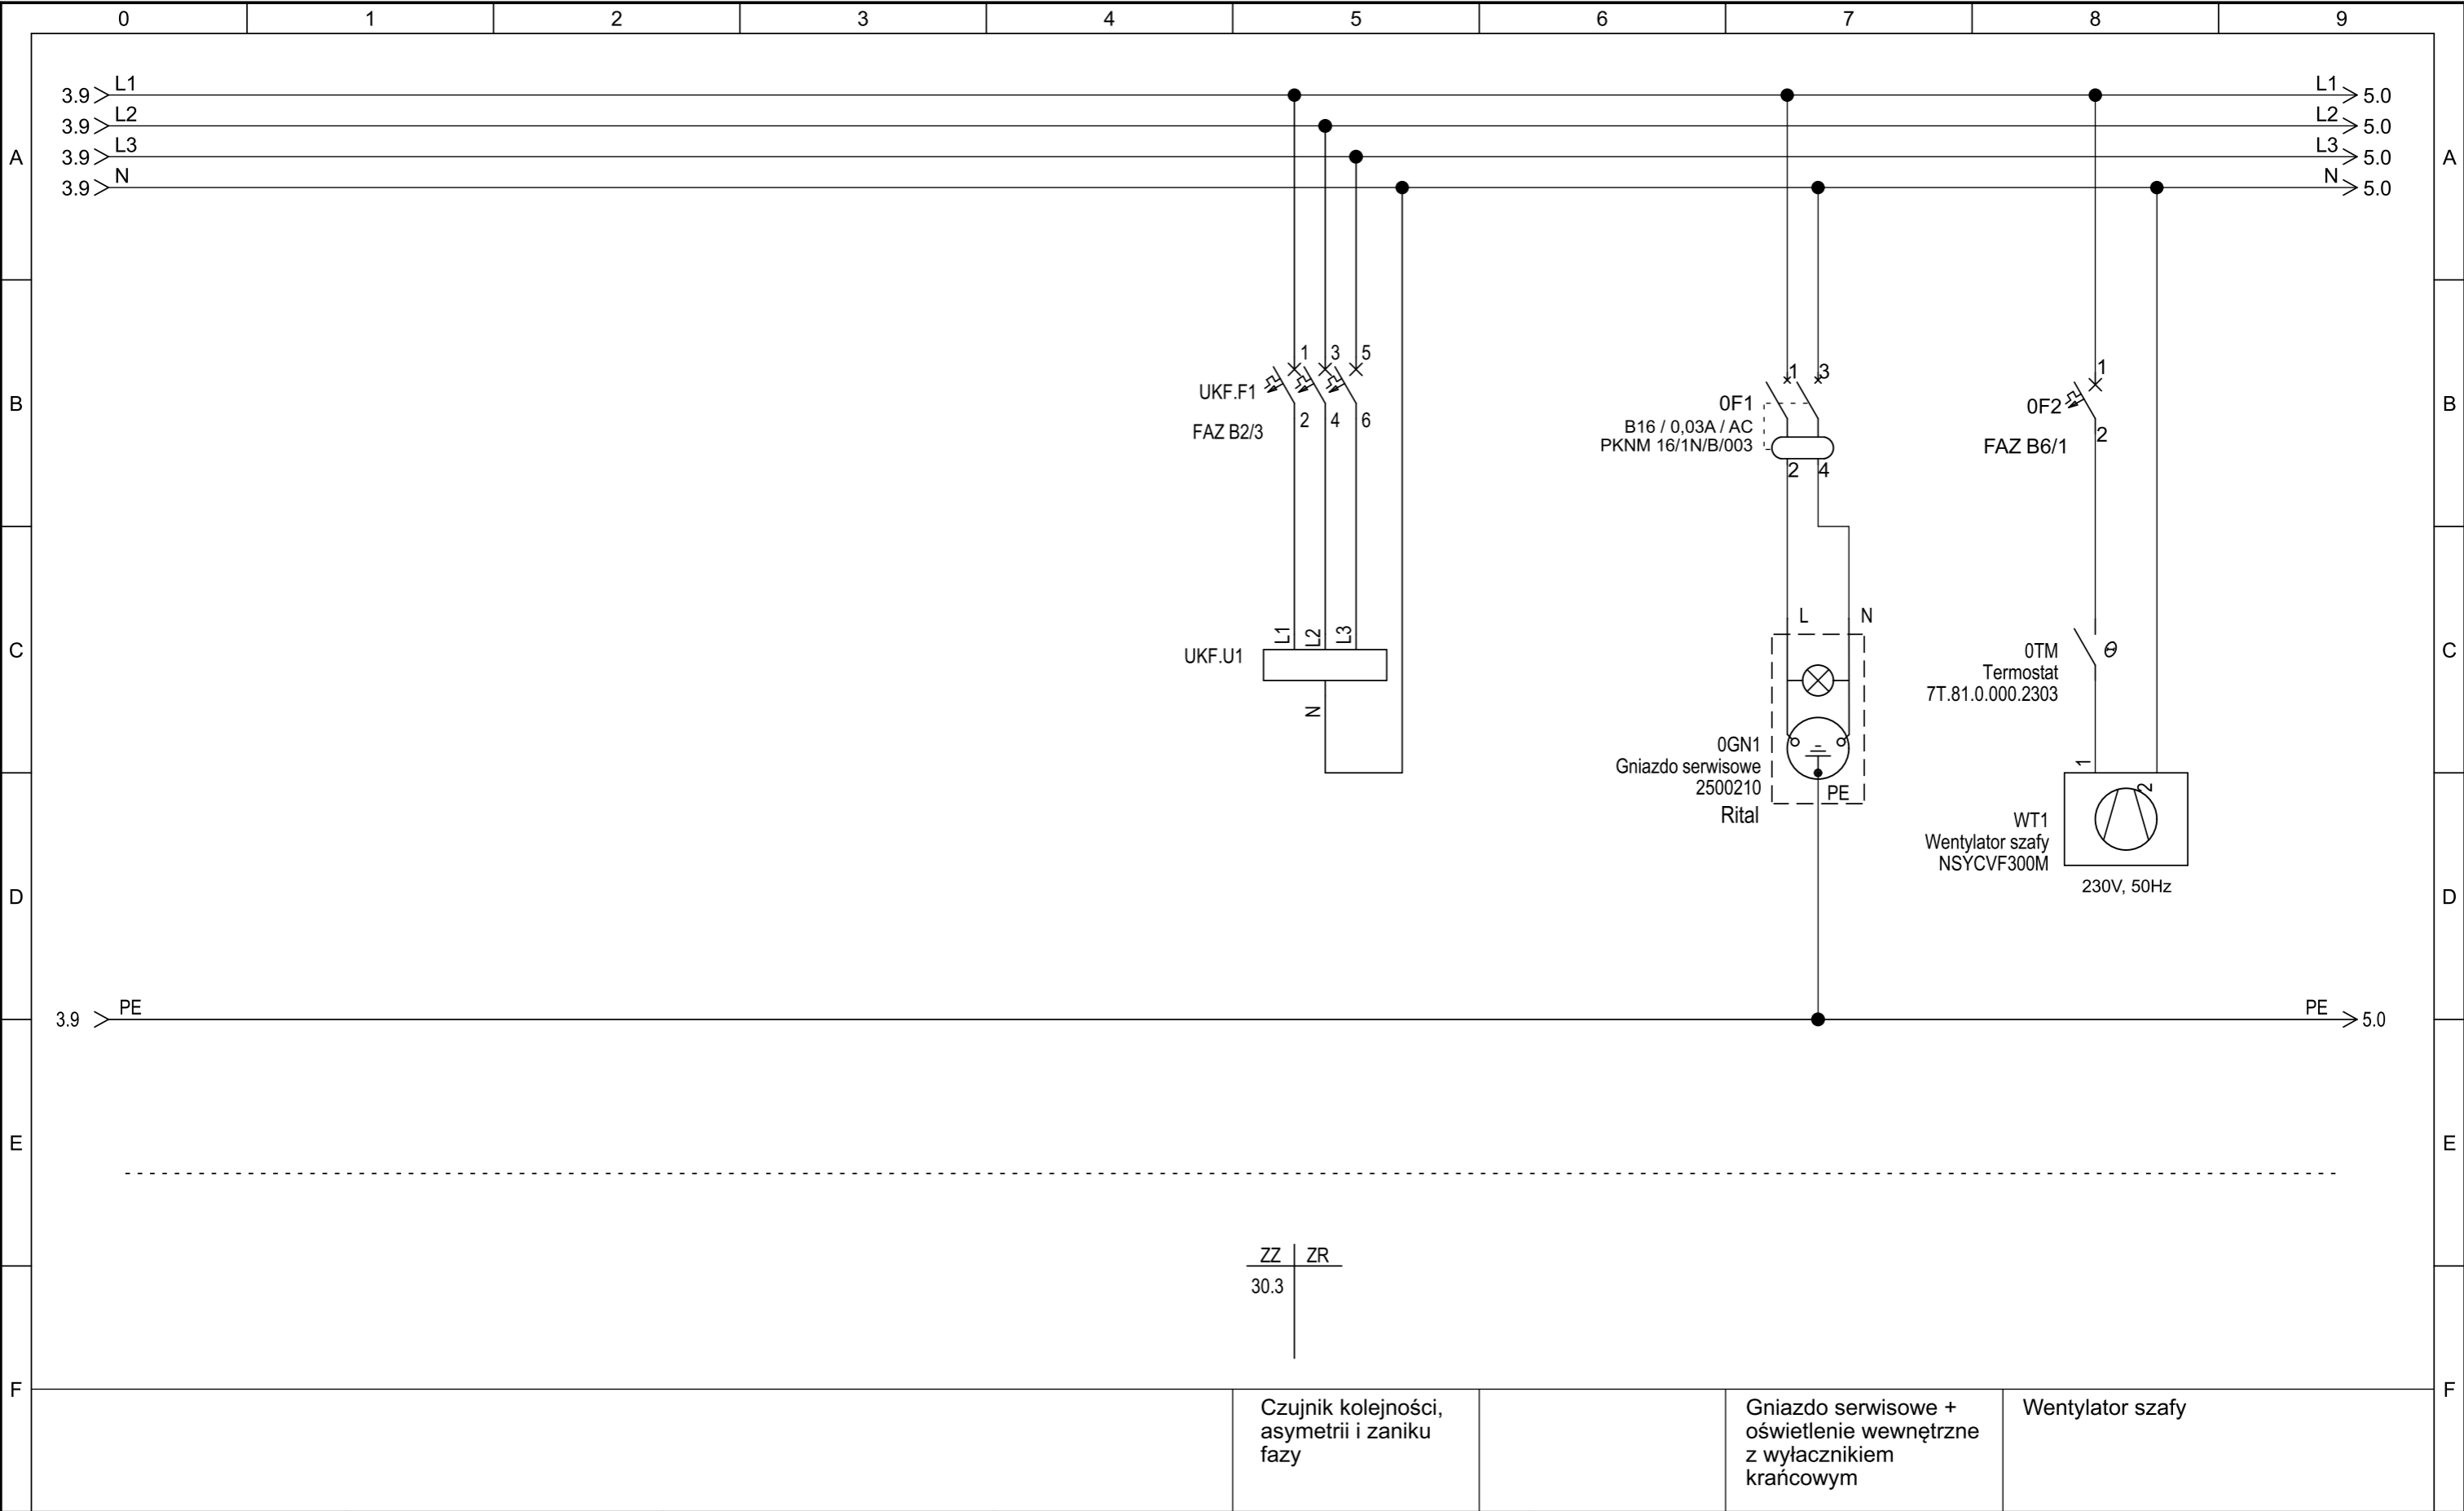 0 1 2 3 4 5 6 7 8 9
3.9 L1 L1 5.0
3.9 L2 L2 5.0
A 3.9 L3 L3 5.0 A
3.9 N N 5.0
B B
1 3 5
UKF.F1
FAZ B2/3
2 4 6
1 3
0F1
B16 / 0,03A / AC
PKNM 16/1N/B/003
2 4
1
0F2
FAZ B6/1
2
C C
L1 L2 L3
UKF.U1
N
L N
0GN1
Gniazdo serwisowe
2500210
Rital
PE
0TM
Termostat
7T.81.0.000.2303
θ
1 2
WT1
Wentylator szafy
NSYCVF300M
230V, 50Hz
D D
3.9 PE PE 5.0
E E
ZZ ZR
30.3
F F
Czujnik kolejności,
asymetrii i zaniku
fazy
Gniazdo serwisowe +
oświetlenie wewnętrzne
z wyłacznikiem
krańcowym
Wentylator szafy